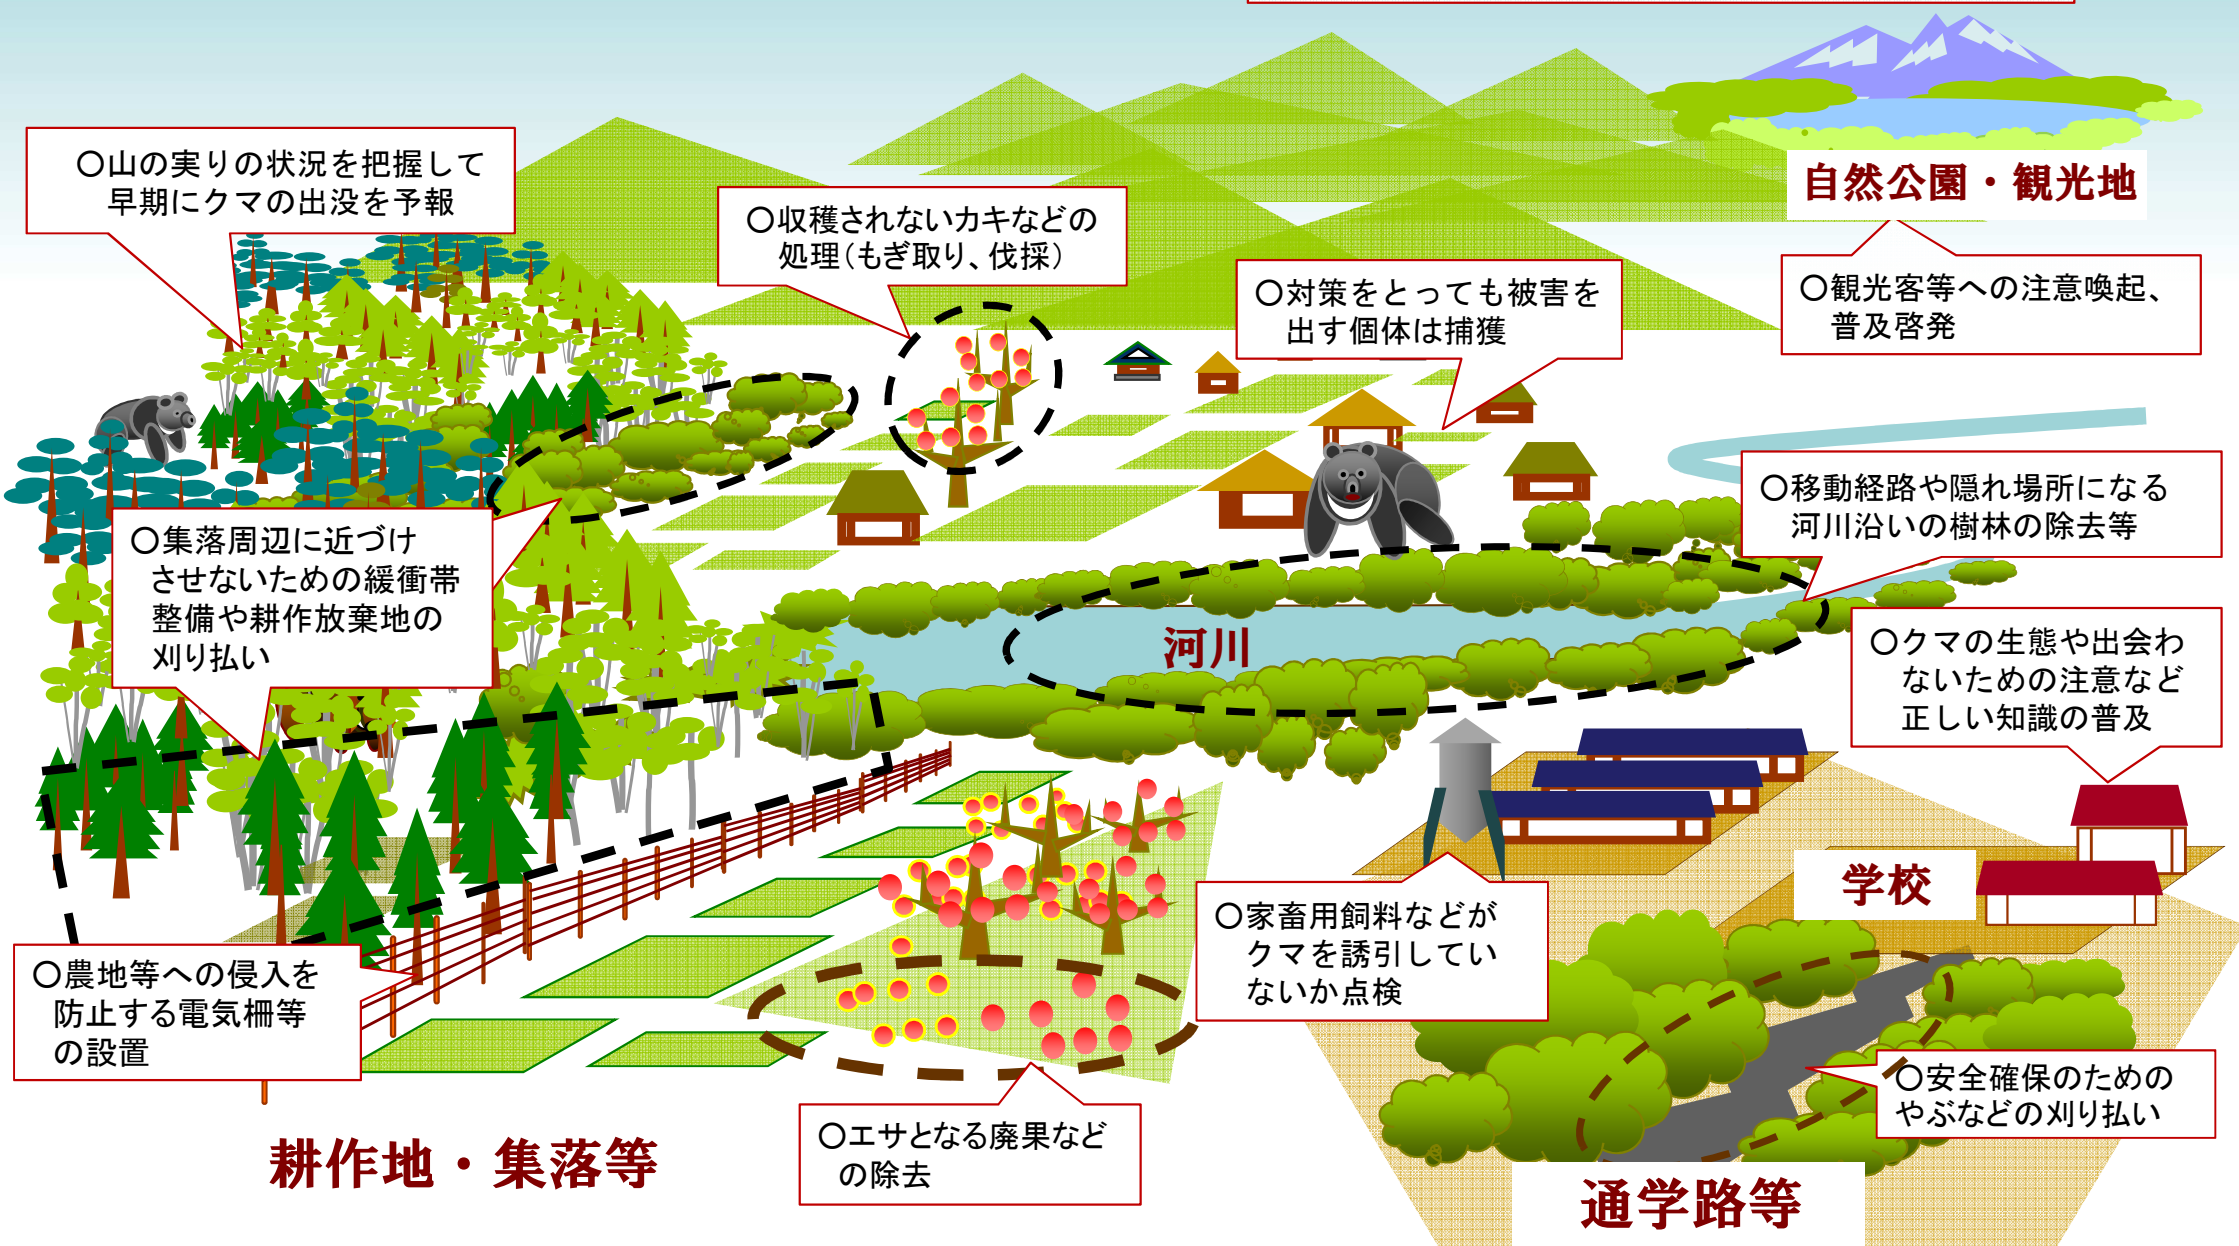 自然公園・観光地
〇山の実りの状況を把握して
早期にクマの出没を予報
〇収穫されないカキなどの
処理（もぎ取り、伐採）
〇対策をとっても被害を
出す個体は捕獲
〇観光客等への注意喚起、
普及啓発
〇移動経路や隠れ場所になる
河川沿いの樹林の除去等
〇集落周辺に近づけ
させないための緩衝帯
整備や耕作放棄地の
刈り払い
河川
〇クマの生態や出会わ
ないための注意など
正しい知識の普及
学校
〇家畜用飼料などが
クマを誘引してい
ないか点検
〇農地等への侵入を
防止する電気柵等
の設置
〇安全確保のための
やぶなどの刈り払い
〇エサとなる廃果など
の除去
耕作地・集落等
通学路等